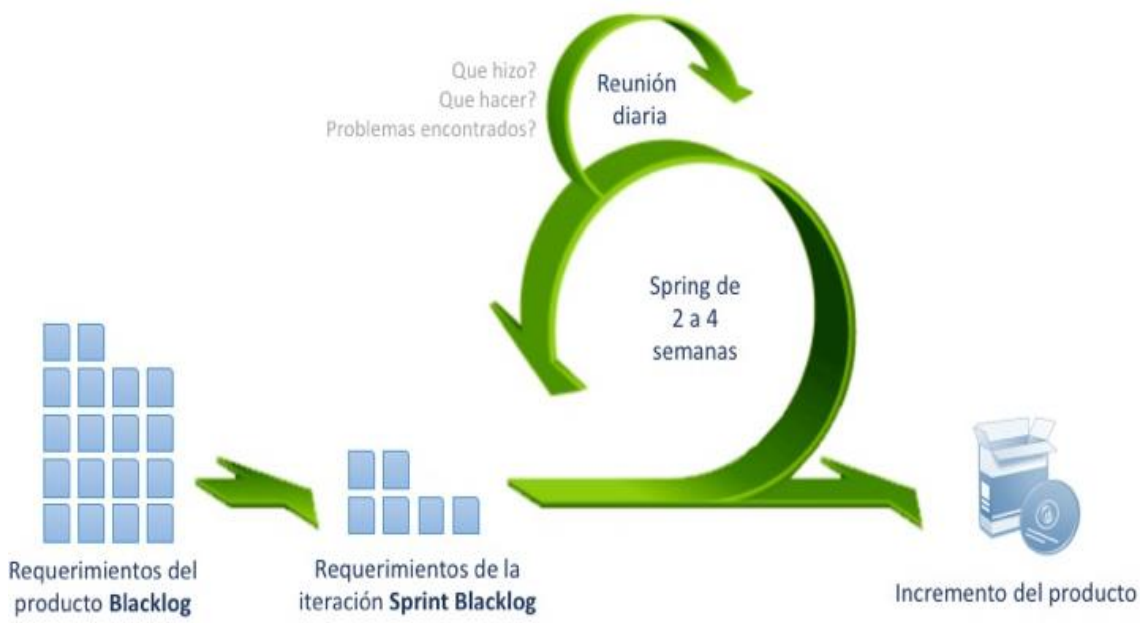 Que hizo?
Que hacer?
Problemas encontrados?
Reunión
diaria
Spring de
2 a 4
semanas
Requerimientos del
producto Blacklog
Requerimientos de la
iteración Sprint Blacklog
Incremento del producto